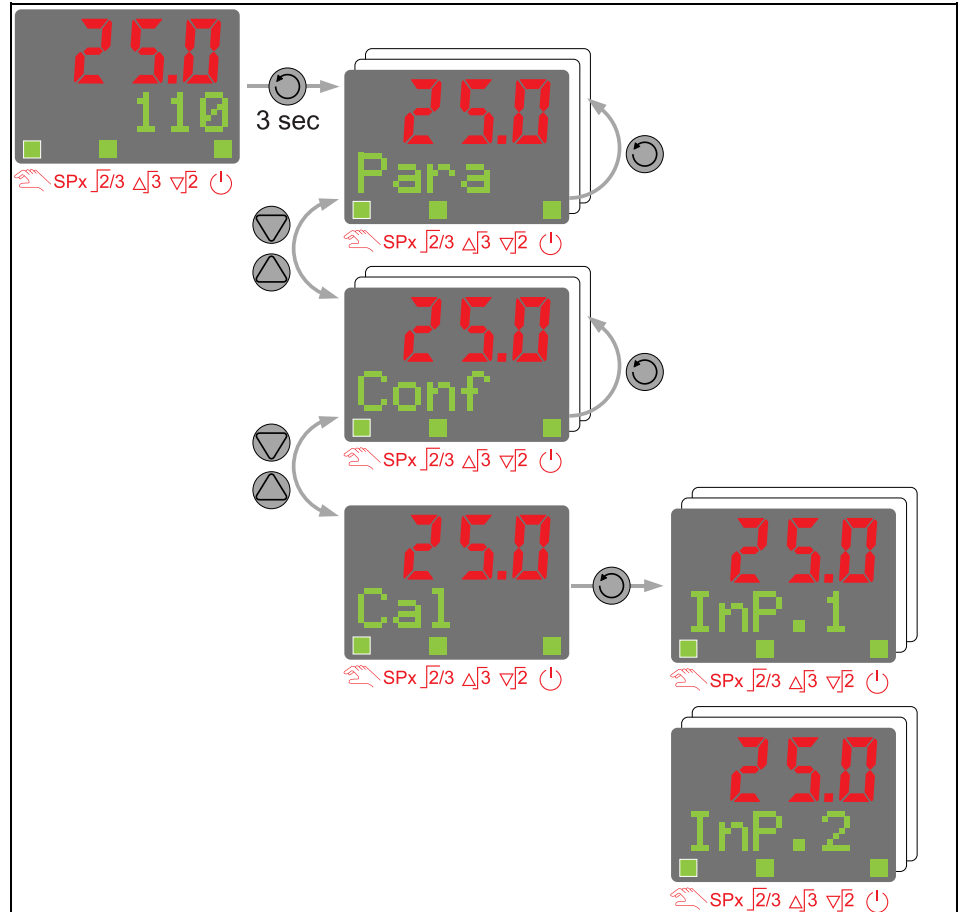 25.0
110
3 sec
SPx 2/3 3 2
25.0
Para
SPx 2/3 3 2
25.0
Conf
SPx 2/3 3 2
25.0
Cal
SPx 2/3 3 2
25.0
InP.1
SPx 2/3 3 2
25.0
InP.2
SPx 2/3 3 2